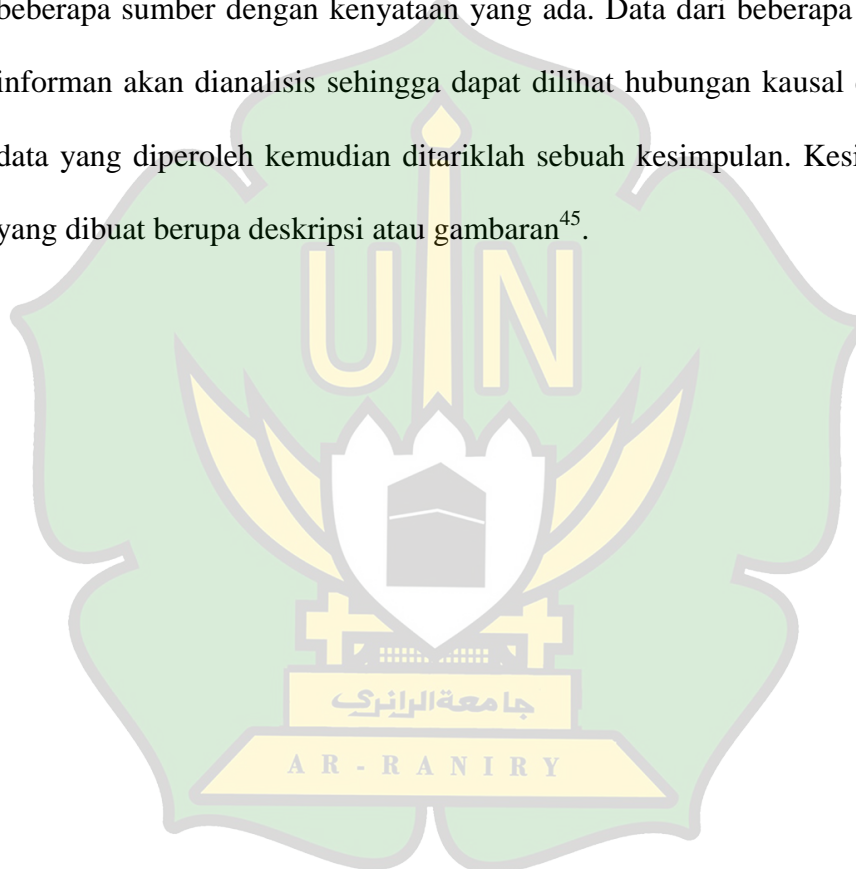 beberapa sumber dengan kenyataan yang ada. Data dari beberapa
informan akan dianalisis sehingga dapat dilihat hubungan kausal
data yang diperoleh kemudian ditariklah sebuah kesimpulan. Kesi
yang dibuat berupa deskripsi atau gambaran⁴⁵.
UIN
جامعةالرانري
AR-RANIRY